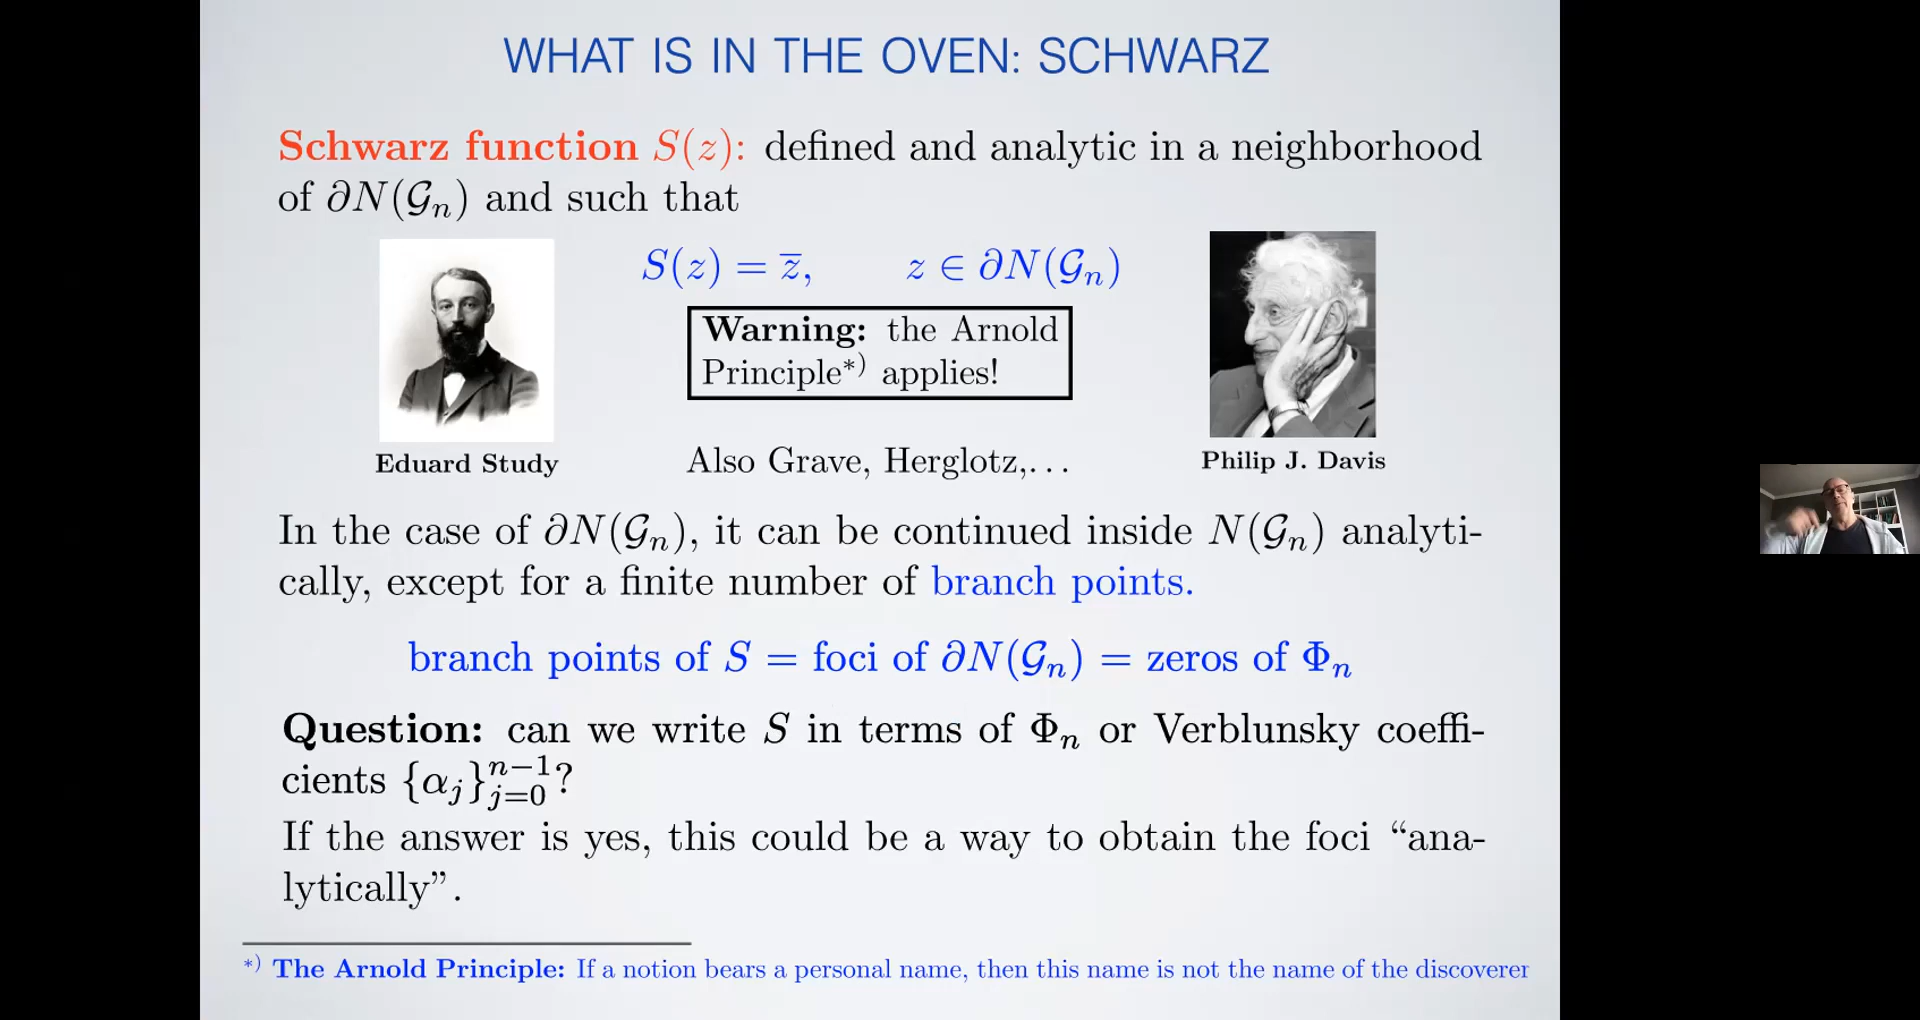 WHAT IS IN THE OVEN: SCHWARZ
Schwarz function S(z): defined and analytic in a neighborhood
of ∂N(𝒢ₙ) and such that
S(z) = z̅, z ∈ ∂N(𝒢ₙ)
Warning: the Arnold
Principle*) applies!
Eduard Study
Also Grave, Herglotz,...
Philip J. Davis
In the case of ∂N(𝒢ₙ), it can be continued inside N(𝒢ₙ) analyti-
cally, except for a finite number of branch points.
branch points of S = foci of ∂N(𝒢ₙ) = zeros of Φₙ
Question: can we write S in terms of Φₙ or Verblunsky coeffi-
cients {αⱼ}ⱼ₌₀ⁿ⁻¹?
If the answer is yes, this could be a way to obtain the foci “ana-
lytically”.
*) The Arnold Principle: If a notion bears a personal name, then this name is not the name of the discoverer